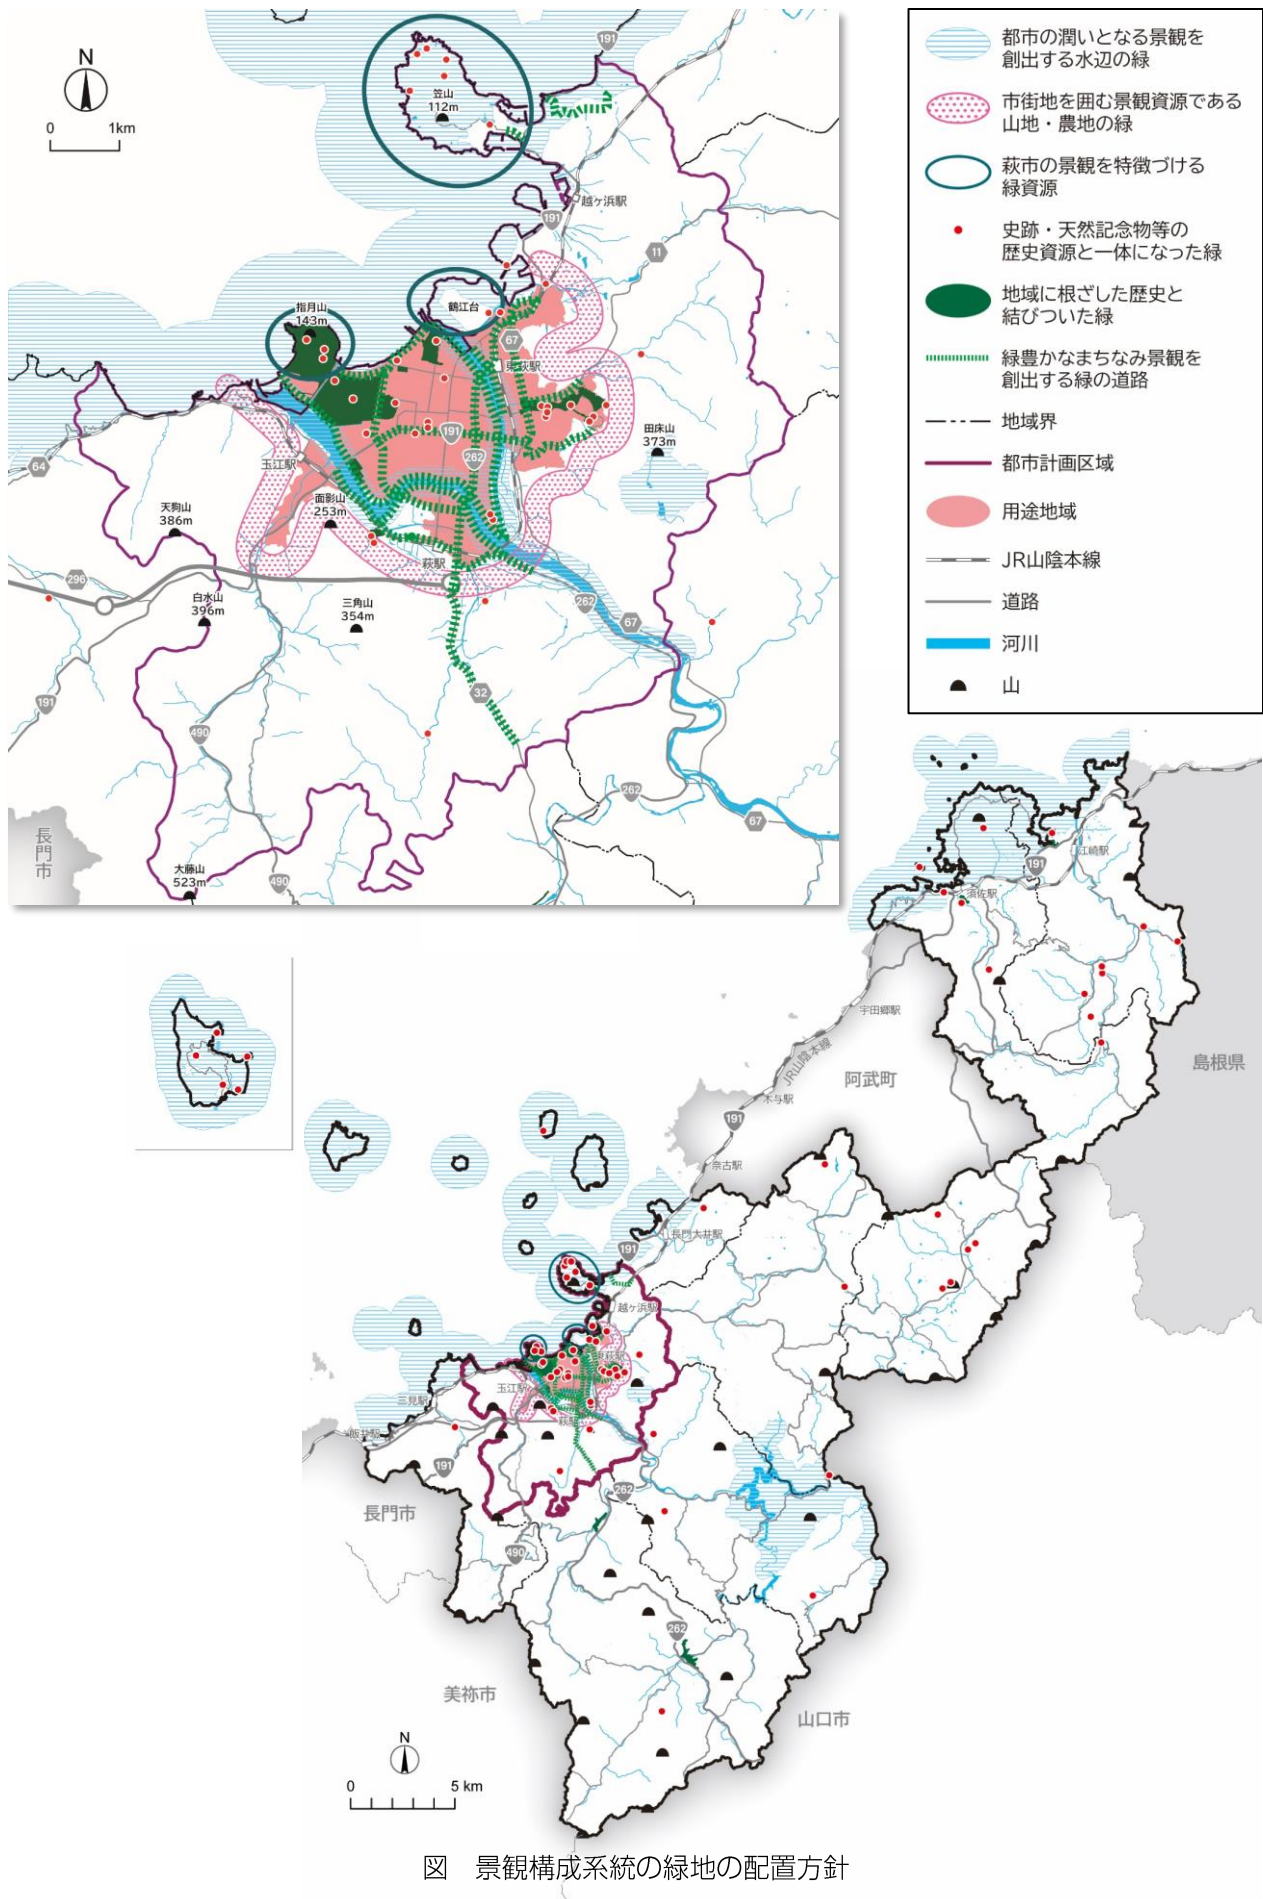 N
0 1km
191
笠山
112m
越ヶ浜駅
191
11
鶴江台
指月山
143m
67
東萩駅
191
262
田床山
373m
64
玉江駅
面影山
253m
天狗山
386m
萩駅
296
白水山
396m
三角山
354m
262
67
191
32
490
262
67
長門市
大藤山
523m
490
都市の潤いとなる景観を
創出する水辺の緑
市街地を囲む景観資源である
山地・農地の緑
萩市の景観を特徴づける
緑資源
史跡・天然記念物等の
歴史資源と一体になった緑
地域に根ざした歴史と
結びついた緑
緑豊かなまちなみ景観を
創出する緑の道路
地域界
都市計画区域
用途地域
JR山陰本線
道路
河川
山
191
江崎駅
須佐駅
宇田郷駅
JR山陰本線
阿武町
島根県
木与駅
191
奈古駅
長門大井駅
191
越ヶ浜駅
東萩駅
玉江駅
三見駅
萩駅
飯井駅
191
262
長門市
490
262
美祢市
山口市
N
0 5 km
図 景観構成系統の緑地の配置方針